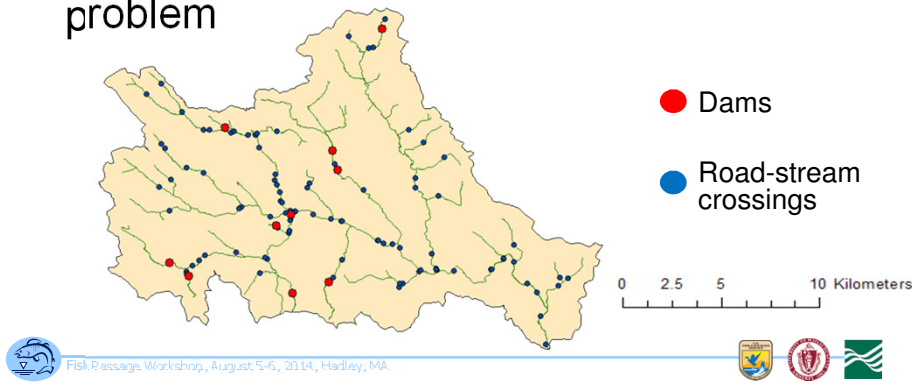 problem
Dams
Road-stream
crossings
0 2.5 5 10 Kilometers
Fish Passage Workshop, August 5-6, 2014, Hadley, MA